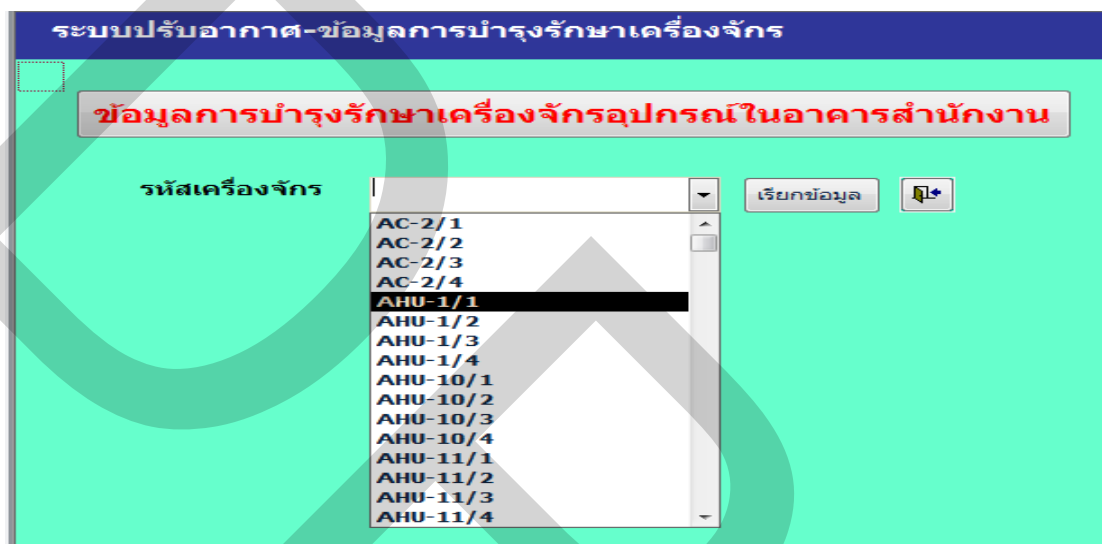 ระบบปรับอากาศ-ข้อมูลการบำรุงรักษาเครื่องจักร
ข้อมูลการบำรุงรักษาเครื่องจักรอุปกรณ์ในอาคารสำนักงาน
รหัสเครื่องจักร เรียกข้อมูล
AC-2/1
AC-2/2
AC-2/3
AC-2/4
AHU-1/1
AHU-1/2
AHU-1/3
AHU-1/4
AHU-10/1
AHU-10/2
AHU-10/3
AHU-10/4
AHU-11/1
AHU-11/2
AHU-11/3
AHU-11/4